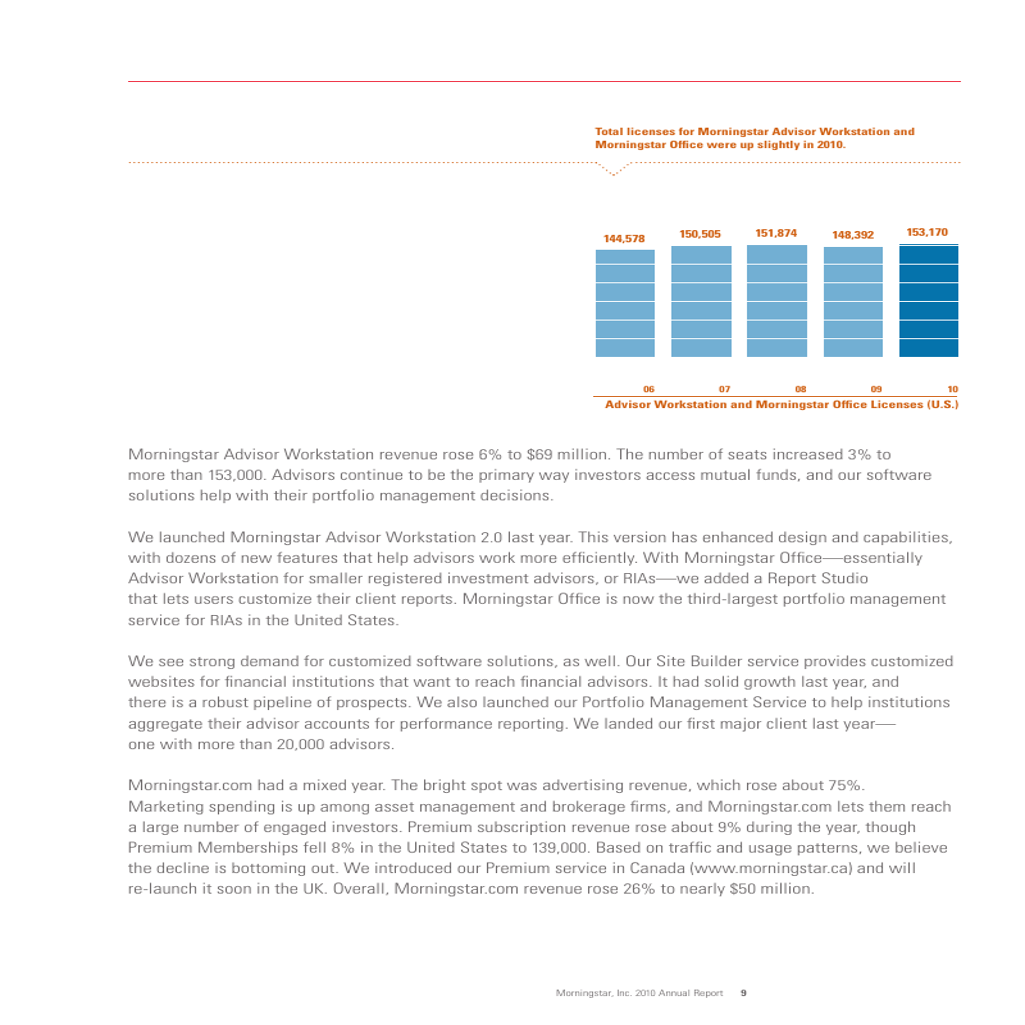 Total licenses for Morningstar Advisor Workstation and
Morningstar Office were up slightly in 2010.
144,578
150,505
151,874
148,392
153,170
06
07
08
09
10
Advisor Workstation and Morningstar Office Licenses (U.S.)
Morningstar Advisor Workstation revenue rose 6% to $69 million. The number of seats increased 3% to
more than 153,000. Advisors continue to be the primary way investors access mutual funds, and our software
solutions help with their portfolio management decisions.
We launched Morningstar Advisor Workstation 2.0 last year. This version has enhanced design and capabilities,
with dozens of new features that help advisors work more efficiently. With Morningstar Office—essentially
Advisor Workstation for smaller registered investment advisors, or RIAs—we added a Report Studio
that lets users customize their client reports. Morningstar Office is now the third-largest portfolio management
service for RIAs in the United States.
We see strong demand for customized software solutions, as well. Our Site Builder service provides customized
websites for financial institutions that want to reach financial advisors. It had solid growth last year, and
there is a robust pipeline of prospects. We also launched our Portfolio Management Service to help institutions
aggregate their advisor accounts for performance reporting. We landed our first major client last year—
one with more than 20,000 advisors.
Morningstar.com had a mixed year. The bright spot was advertising revenue, which rose about 75%.
Marketing spending is up among asset management and brokerage firms, and Morningstar.com lets them reach
a large number of engaged investors. Premium subscription revenue rose about 9% during the year, though
Premium Memberships fell 8% in the United States to 139,000. Based on traffic and usage patterns, we believe
the decline is bottoming out. We introduced our Premium service in Canada (www.morningstar.ca) and will
re-launch it soon in the UK. Overall, Morningstar.com revenue rose 26% to nearly $50 million.
Morningstar, Inc. 2010 Annual Report 9